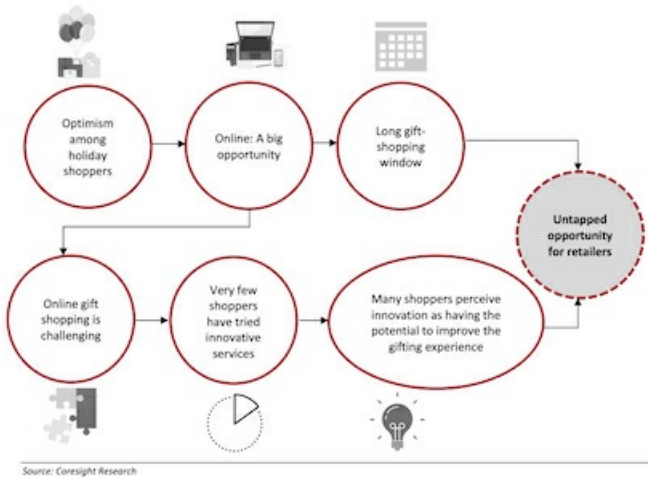 Optimism
among
holiday
shoppers
Online: A big
opportunity
Long gift-
shopping
window
Untapped
opportunity
for retailers
Online gift
shopping is
challenging
Very few
shoppers
have tried
innovative
services
Many shoppers perceive
innovation as having the
potential to improve the
gifting experience
Source: Coresight Research